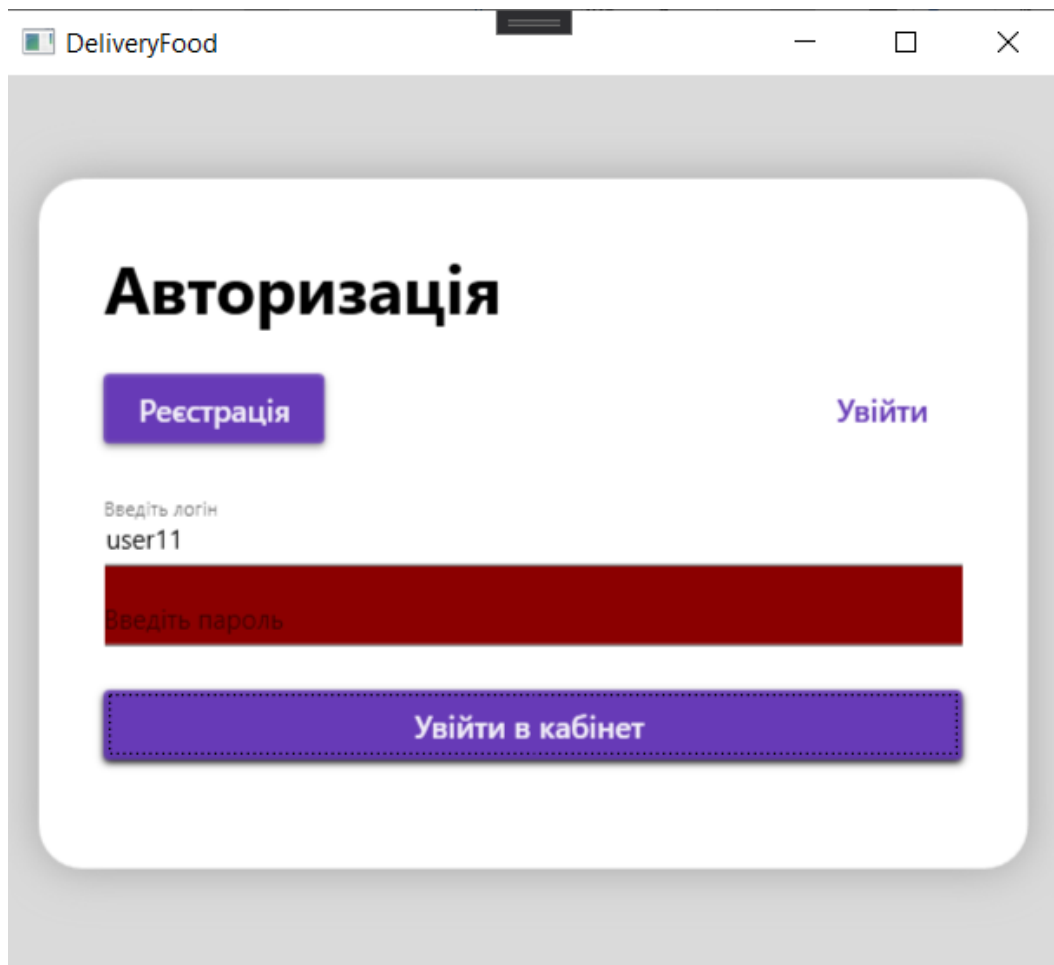 DeliveryFood
Авторизація
Реєстрація
Увійти
Введіть логін
user11
Введіть пароль
Увійти в кабінет